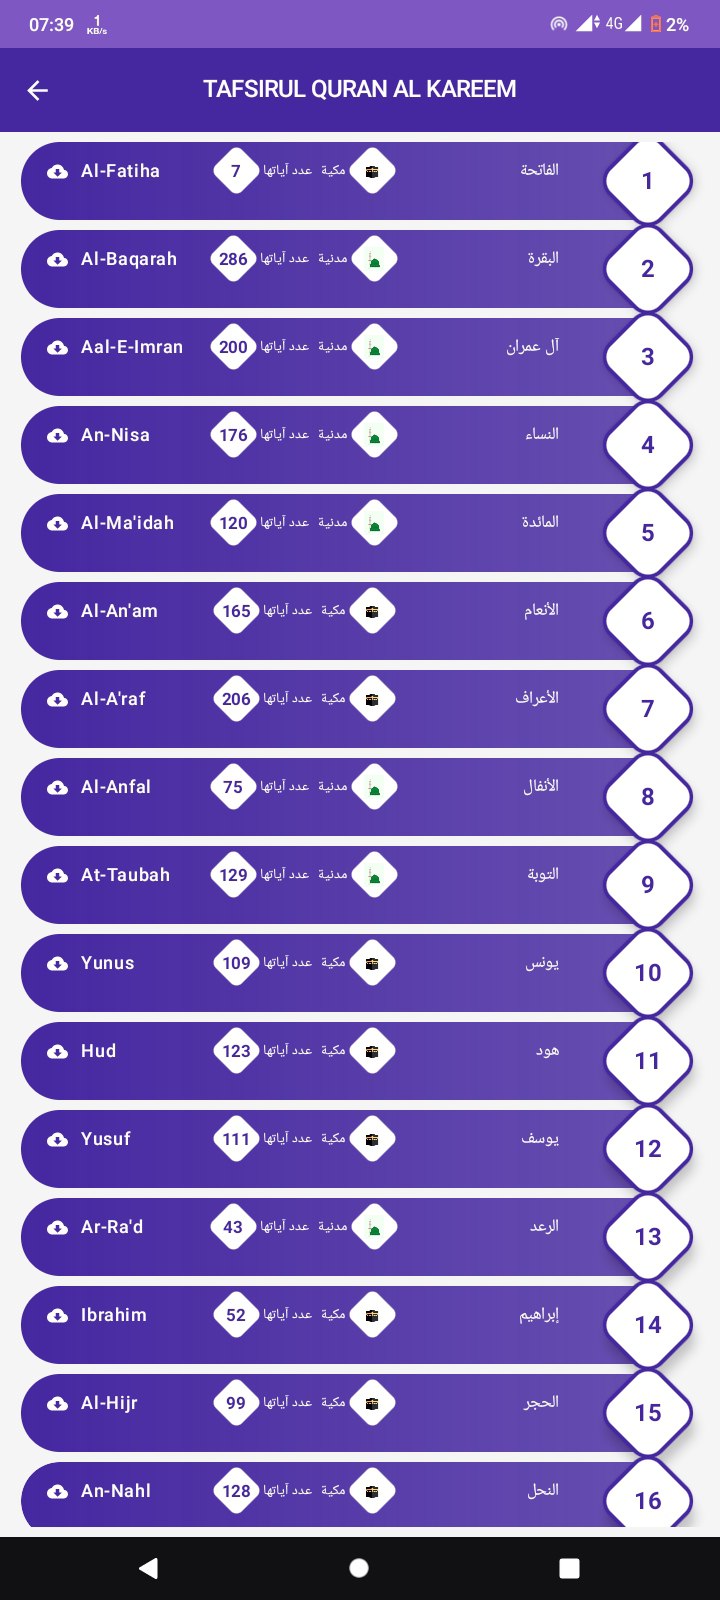 07:39 1 KB/s 4G 2%
TAFSIRUL QURAN AL KAREEM
Al-Fatiha 7 مكية عدد آياتها الفاتحة 1
Al-Baqarah 286 مدنية عدد آياتها البقرة 2
Aal-E-Imran 200 مدنية عدد آياتها آل عمران 3
An-Nisa 176 مدنية عدد آياتها النساء 4
Al-Ma'idah 120 مدنية عدد آياتها المائدة 5
Al-An'am 165 مكية عدد آياتها الأنعام 6
Al-A'raf 206 مكية عدد آياتها الأعراف 7
Al-Anfal 75 مدنية عدد آياتها الأنفال 8
At-Taubah 129 مدنية عدد آياتها التوبة 9
Yunus 109 مكية عدد آياتها يونس 10
Hud 123 مكية عدد آياتها هود 11
Yusuf 111 مكية عدد آياتها يوسف 12
Ar-Ra'd 43 مدنية عدد آياتها الرعد 13
Ibrahim 52 مكية عدد آياتها إبراهيم 14
Al-Hijr 99 مكية عدد آياتها الحجر 15
An-Nahl 128 مكية عدد آياتها النحل 16